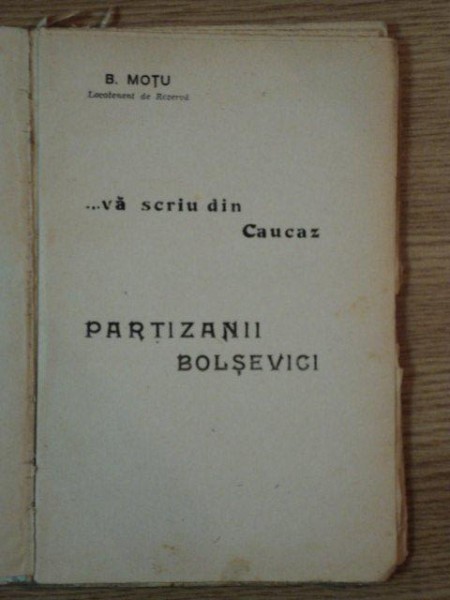 B. MOȚU
Locotenent de Rezervă
...vă scriu din
Caucaz
PARTIZANII
BOLȘEVICI